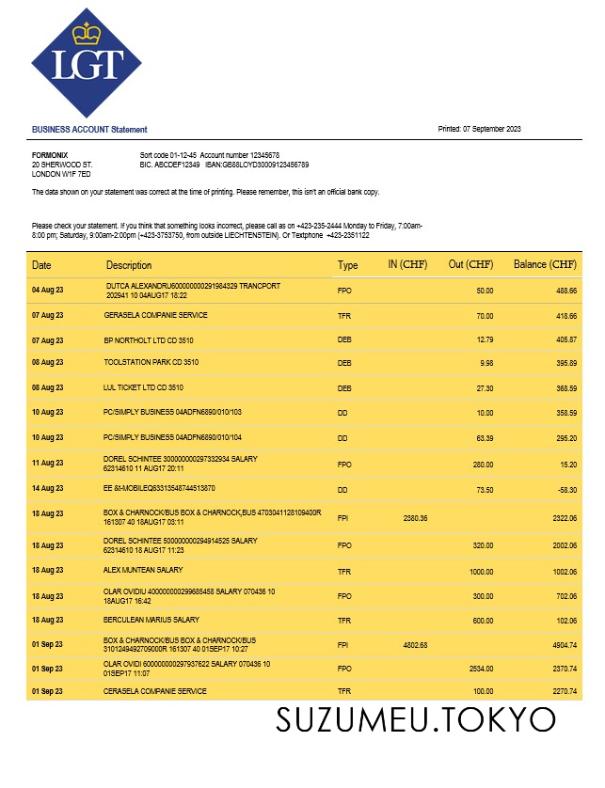 LGT
BUSINESS ACCOUNT Statement
Printed: 07 September 2023
FORMONIX
Sort code 01-12-45 Account number 12345678
20 SHERWOOD ST.
BIC. ABCDEF12349 IBAN:GB88LOYD30009123456789
LONDON W1F 7ED
The data shown on your statement was correct at the time of printing. Please remember, this isn't an official bank copy.
Please check your statement. If you think that something looks incorrect, please call as on +423-235-2444 Monday to Friday, 7:00am-
8:00 pm; Saturday, 9:00am-2:00pm (+423-3753750, from outside LIECHTENSTEIN). Or Textphone +423-2351122
Date Description Type IN (CHF) Out (CHF) Balance (CHF)
04 Aug 23 DUTCA ALEXANDRU600000000291984329 TRANCPORT
202941 10 04AUG17 18:22 FPO 50.00 488.66
07 Aug 23 GERASELA COMPANIE SERVICE TFR 70.00 418.66
07 Aug 23 BP NORTHOLT LTD CD 3510 DEB 12.79 405.87
08 Aug 23 TOOLSTATION PARK CD 3510 DEB 9.98 395.89
08 Aug 23 LUL TICKET LTD CD 3510 DEB 27.30 368.59
10 Aug 23 PC/SIMPLY BUSINESS 04ADFN6890/010/103 DD 10.00 358.59
10 Aug 23 PC/SIMPLY BUSINESS 04ADFN6890/010/104 DD 63.39 295.20
11 Aug 23 DOREL SCHINTEE 300000000297332934 SALARY
62314610 11 AUG17 20:11 FPO 280.00 15.20
14 Aug 23 EE &t-MOBILEQ63313548744513870 DD 73.50 -58.30
18 Aug 23 BOX & CHARNOCK/BUS BOX & CHARNOCK,BUS 4703041128109400R
161307 40 18AUG17 03:11 FPI 2380.36 2322.06
18 Aug 23 DOREL SCHINTEE 500000000294914525 SALARY
62314610 18 AUG17 11:23 FPO 320.00 2002.06
18 Aug 23 ALEX MUNTEAN SALARY TFR 1000.00 1002.06
18 Aug 23 OLAR OVIDIU 400000000299685458 SALARY 070436 10
18AUG17 16:42 FPO 300.00 702.06
18 Aug 23 BERCULEAN MARIUS SALARY TFR 600.00 102.06
01 Sep 23 BOX & CHARNOCK/BUS BOX & CHARNOCK/BUS
3101249492709000R 161307 40 01SEP17 10:27 FPI 4802.68 4904.74
01 Sep 23 OLAR OVIDI 600000000297937622 SALARY 070436 10
01SEP17 11:07 FPO 2534.00 2370.74
01 Sep 23 CERASELA COMPANIE SERVICE TFR 100.00 2270.74
SUZUMEU.TOKYO